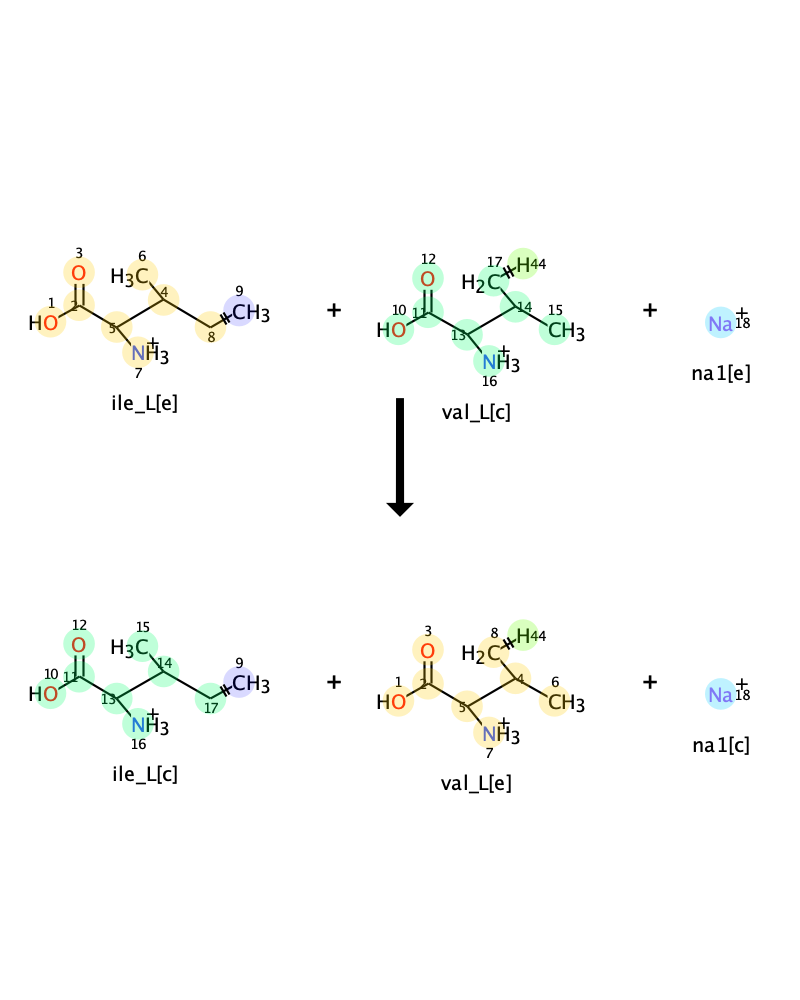 3 6 12 17 H44
O H3C 9 O H2C
1 4 CH3 + 10 14 15 + +
HO 2 5 8 HO 11 13 CH3 Na 18
+ NH3 + NH3
7 16
ile_L[e] val_L[c] na1[e]
12 15 3 8 H44
O H3C 9 O H2C
10 14 CH3 + 1 4 6 + +
HO 11 13 17 HO 2 5 CH3 Na 18
+ NH3 + NH3
16 7
ile_L[c] val_L[e] na1[c]